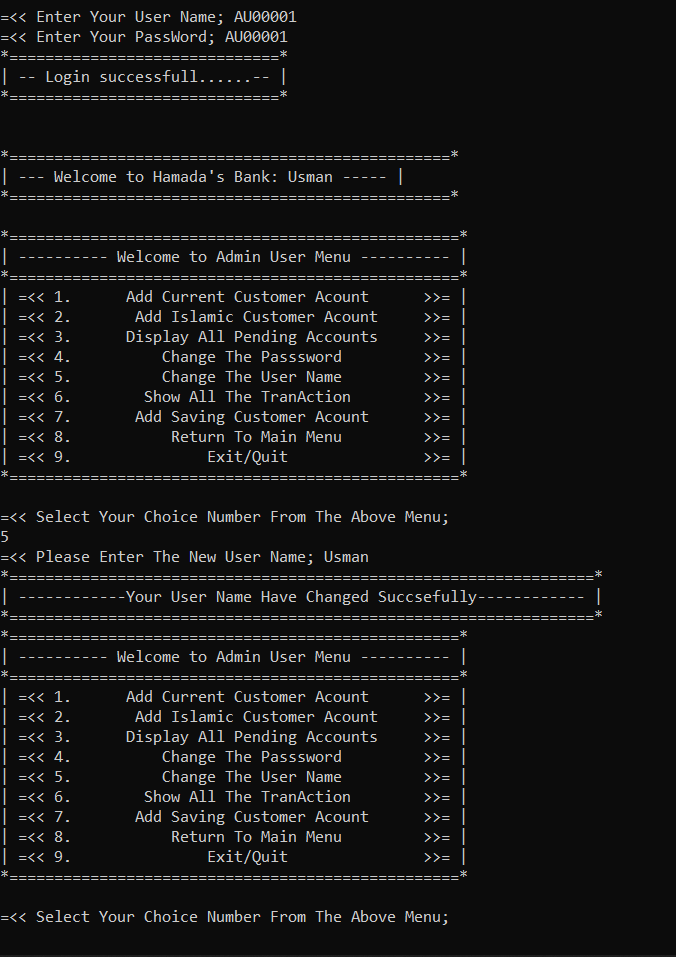 =<< Enter Your User Name; AU00001
=<< Enter Your PassWord; AU00001
*==============================*
| -- Login successfull......-- |
*==============================*
*=================================================*
| --- Welcome to Hamada's Bank: Usman ----- |
*=================================================*
*==================================================*
| ---------- Welcome to Admin User Menu ---------- |
*==================================================*
| =<< 1.      Add Current Customer Acount      >>= |
| =<< 2.       Add Islamic Customer Acount     >>= |
| =<< 3.      Display All Pending Accounts     >>= |
| =<< 4.          Change The Passsword         >>= |
| =<< 5.          Change The User Name         >>= |
| =<< 6.        Show All The TranAction        >>= |
| =<< 7.       Add Saving Customer Acount      >>= |
| =<< 8.           Return To Main Menu         >>= |
| =<< 9.               Exit/Quit               >>= |
*==================================================*
=<< Select Your Choice Number From The Above Menu;
5
=<< Please Enter The New User Name; Usman
*=================================================================*
| ------------Your User Name Have Changed Succsefully------------ |
*=================================================================*
*==================================================*
| ---------- Welcome to Admin User Menu ---------- |
*==================================================*
| =<< 1.      Add Current Customer Acount      >>= |
| =<< 2.       Add Islamic Customer Acount     >>= |
| =<< 3.      Display All Pending Accounts     >>= |
| =<< 4.          Change The Passsword         >>= |
| =<< 5.          Change The User Name         >>= |
| =<< 6.        Show All The TranAction        >>= |
| =<< 7.       Add Saving Customer Acount      >>= |
| =<< 8.           Return To Main Menu         >>= |
| =<< 9.               Exit/Quit               >>= |
*==================================================*
=<< Select Your Choice Number From The Above Menu;